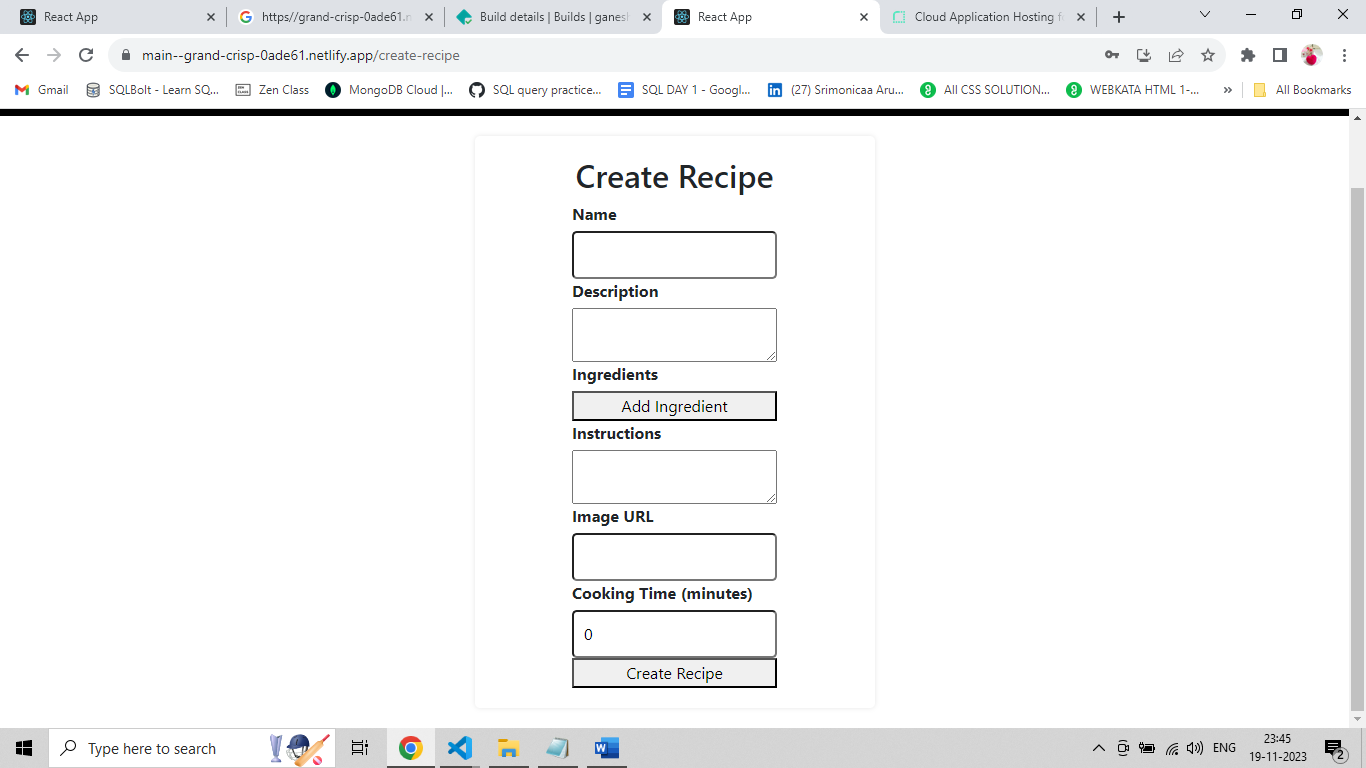 React App
https://grand-crisp-0ade61.n
Build details | Builds | ganesh
React App
Cloud Application Hosting f
main--grand-crisp-0ade61.netlify.app/create-recipe
Gmail
SQLBolt - Learn SQ...
Zen Class
MongoDB Cloud |...
SQL query practice...
SQL DAY 1 - Googl...
(27) Srimonicaa Aru...
All CSS SOLUTION...
WEBKATA HTML 1-...
»
All Bookmarks
Create Recipe
Name
Description
Ingredients
Add Ingredient
Instructions
Image URL
Cooking Time (minutes)
0
Create Recipe
Type here to search
ENG
23:45
19-11-2023
2